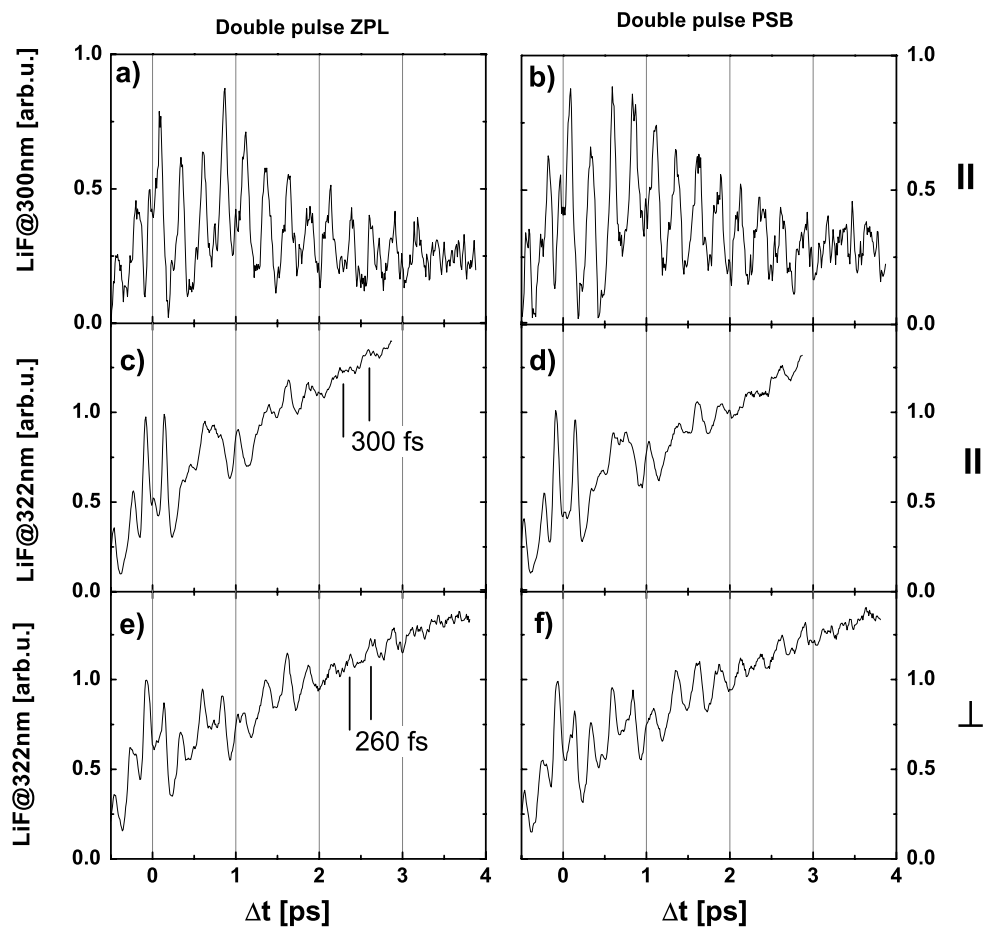 Double pulse ZPL
Double pulse PSB
LiF@300nm [arb.u.]
1.0
0.5
0.0
a)
b)
1.0
0.5
0.0
||
LiF@322nm [arb.u.]
1.0
0.5
0.0
c)
300 fs
d)
1.0
0.5
0.0
||
LiF@322nm [arb.u.]
1.0
0.5
0.0
e)
260 fs
f)
1.0
0.5
0.0
⊥
0 1 2 3 4
0 1 2 3 4
Δt [ps]
Δt [ps]